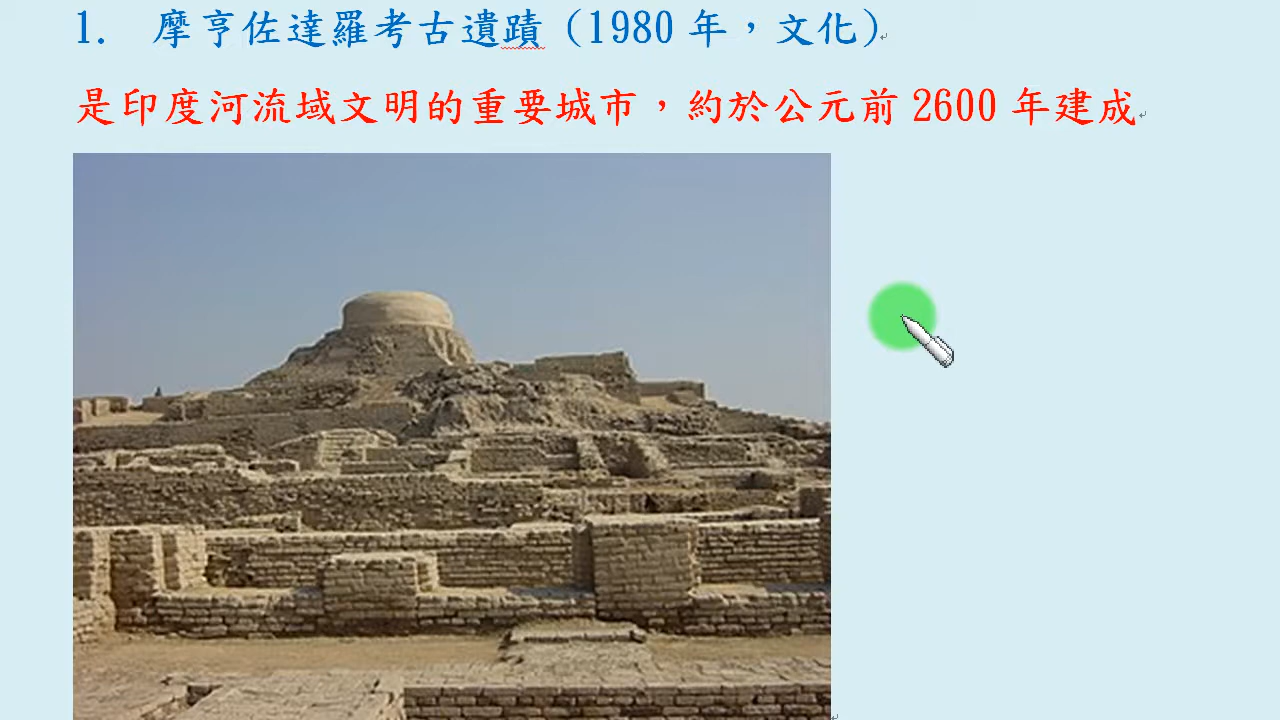 1. 摩亨佐達羅考古遺蹟（1980 年，文化）
是印度河流域文明的重要城市，約於公元前 2600 年建成